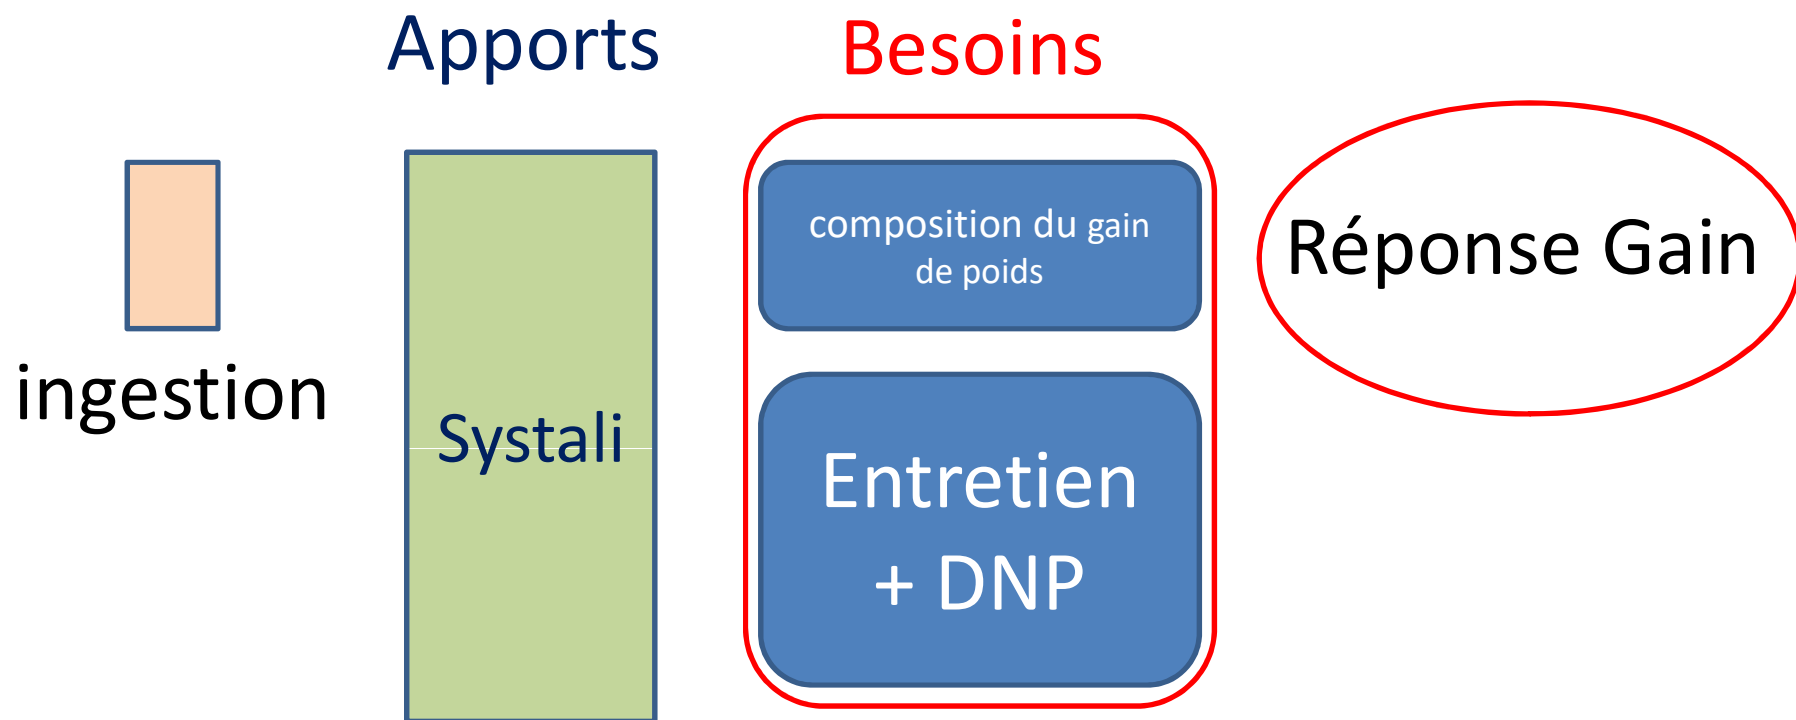 Apports
Besoins
ingestion
Systali
composition du gain
de poids
Entretien
+ DNP
Réponse Gain